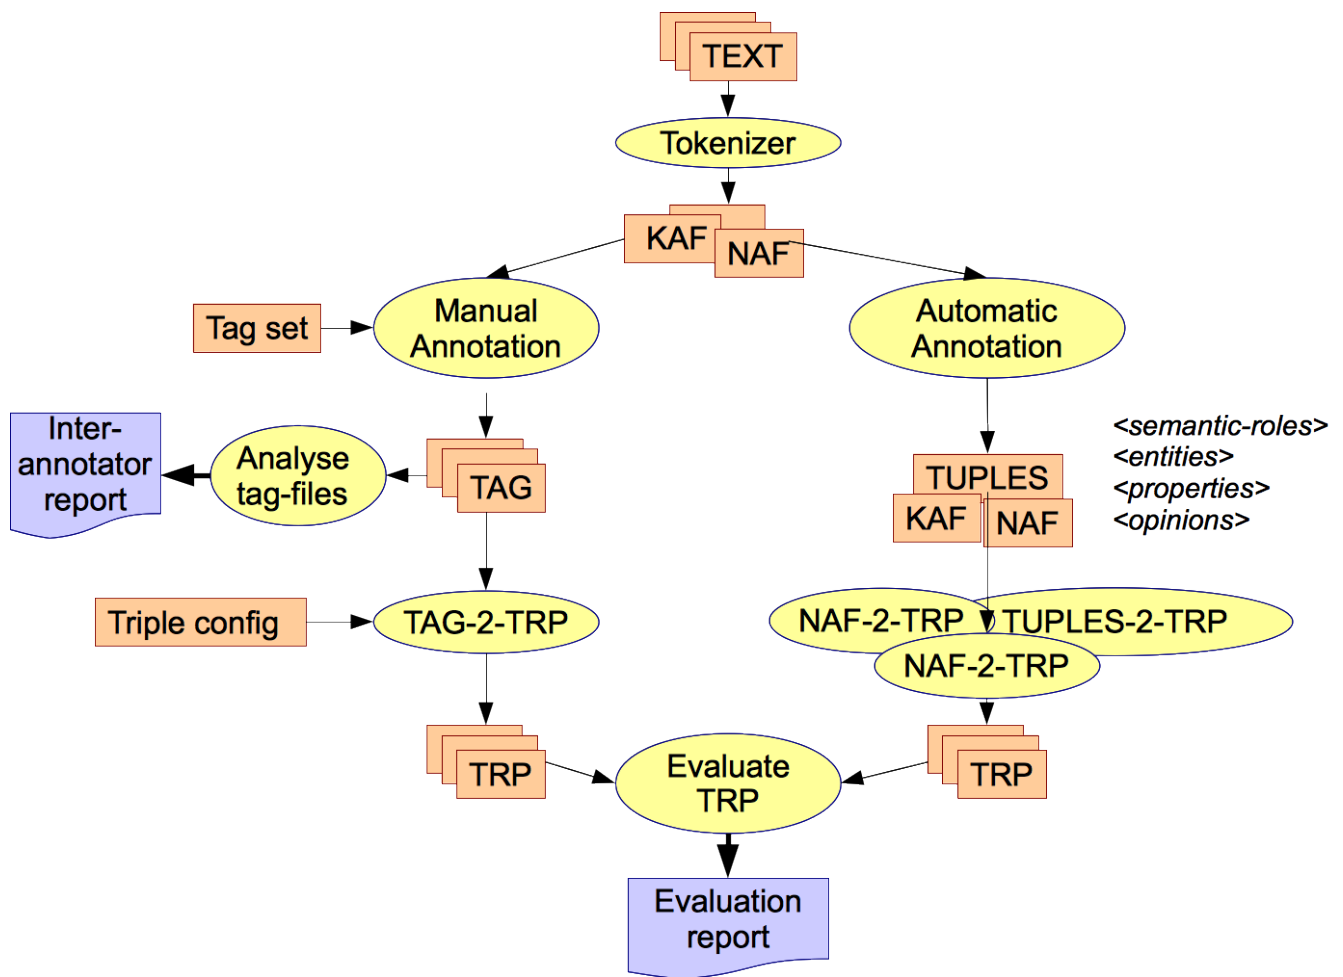 TEXT
Tokenizer
KAF
NAF
Manual
Annotation
Automatic
Annotation
Tag set
Inter-
annotator
report
Analyse
tag-files
TAG
TUPLES
KAF
NAF
<semantic-roles>
<entities>
<properties>
<opinions>
Triple config
TAG-2-TRP
NAF-2-TRP
TUPLES-2-TRP
NAF-2-TRP
TRP
Evaluate
TRP
TRP
Evaluation
report